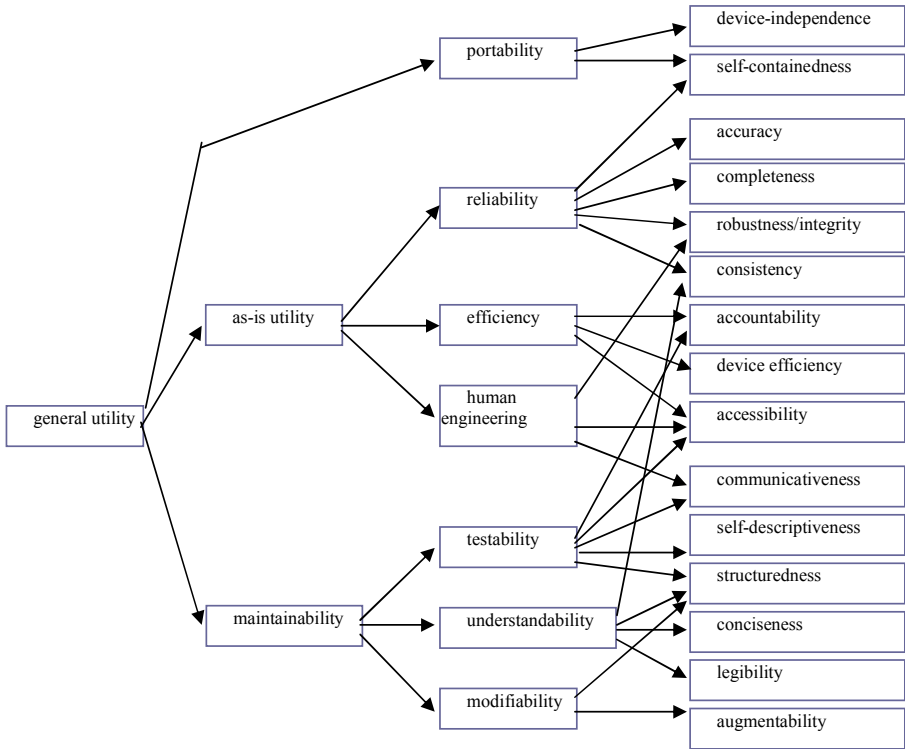 device-independence
portability
self-containedness
accuracy
completeness
reliability
robustness/integrity
consistency
as-is utility
efficiency
accountability
device efficiency
human
engineering
accessibility
general utility
communicativeness
self-descriptiveness
testability
structuredness
maintainability
understandability
conciseness
legibility
modifiability
augmentability